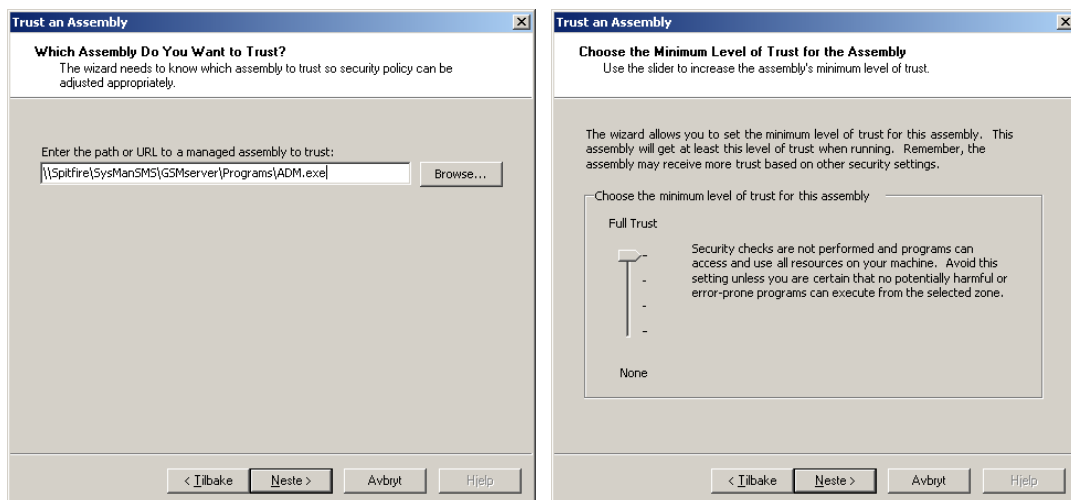 Trust an Assembly
Which Assembly Do You Want to Trust?
The wizard needs to know which assembly to trust so security policy can be
adjusted appropriately.
Enter the path or URL to a managed assembly to trust:
\\Spitfire\SysManSMS\GSMserver\Programs\ADM.exe
Browse...
< Tilbake
Neste >
Avbryt
Hjelp
Trust an Assembly
Choose the Minimum Level of Trust for the Assembly
Use the slider to increase the assembly's minimum level of trust.
The wizard allows you to set the minimum level of trust for this assembly. This
assembly will get at least this level of trust when running. Remember, the
assembly may receive more trust based on other security settings.
Choose the minimum level of trust for this assembly
Full Trust
Security checks are not performed and programs can
access and use all resources on your machine. Avoid this
setting unless you are certain that no potentially harmful or
error-prone programs can execute from the selected zone.
None
< Tilbake
Neste >
Avbryt
Hjelp